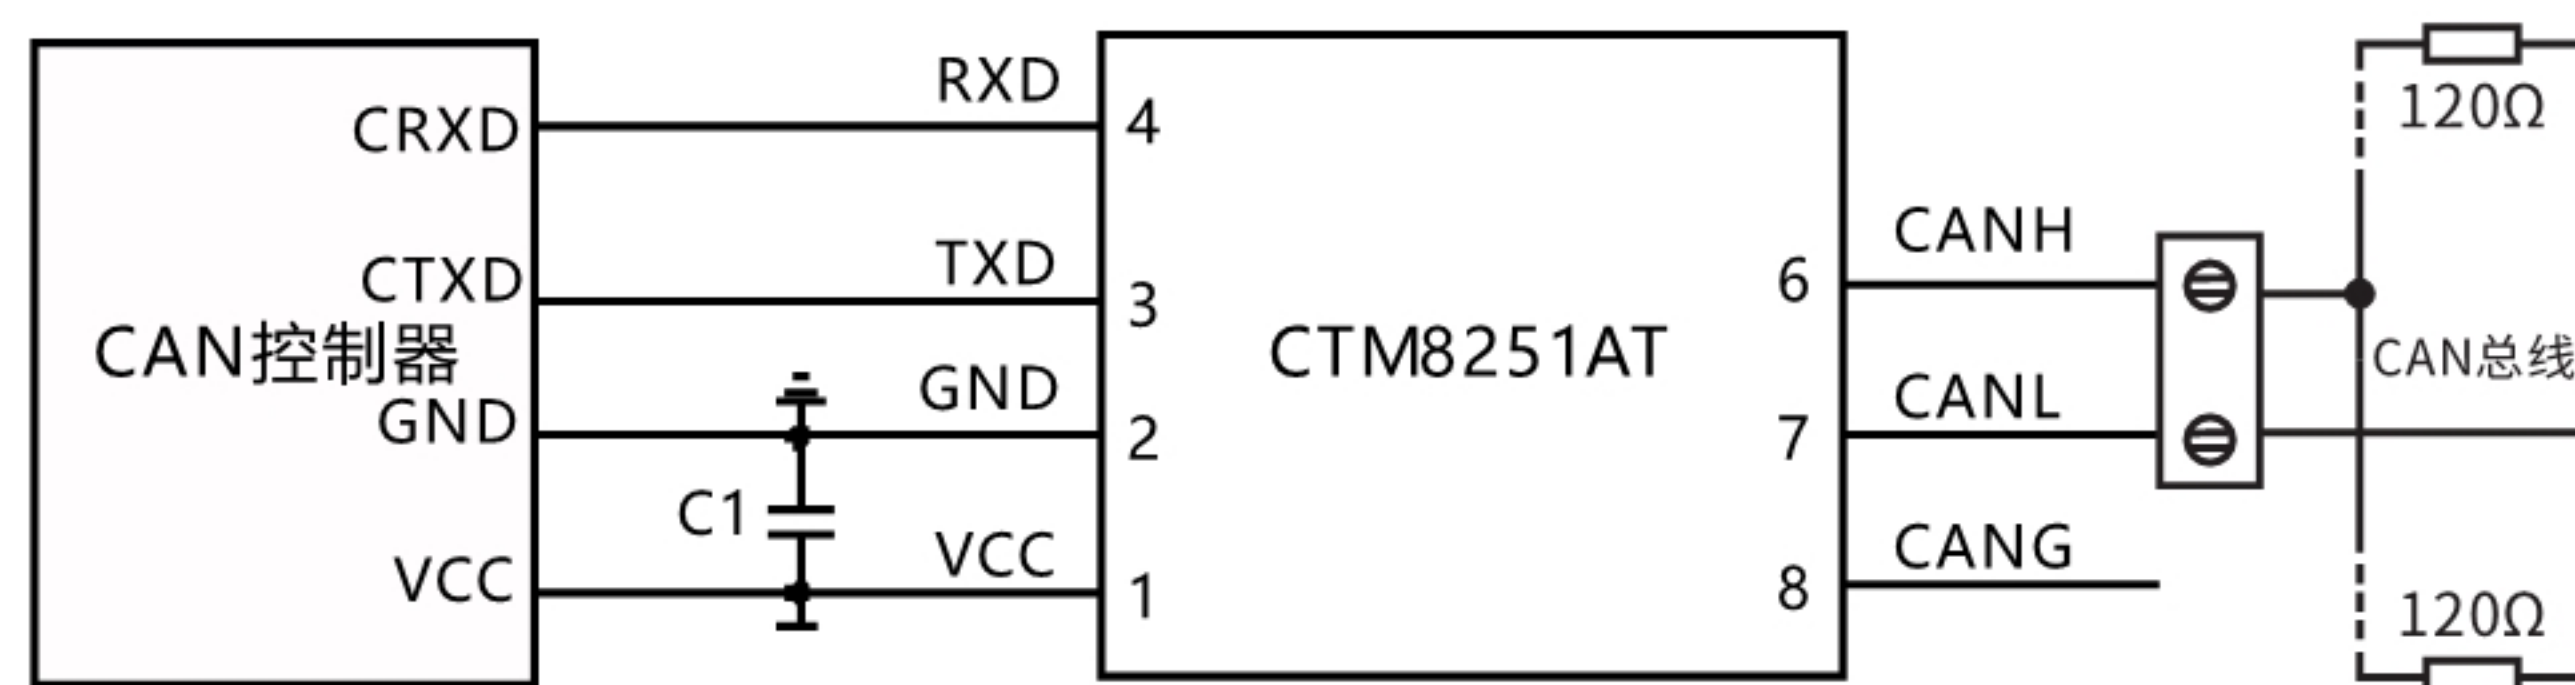 CAN控制器
CRXD
CTXD
GND
VCC
RXD
TXD
GND
VCC
C1
4
3
2
1
CTM8251AT
6
7
8
CANH
CANL
CANG
120Ω
CAN总线
120Ω